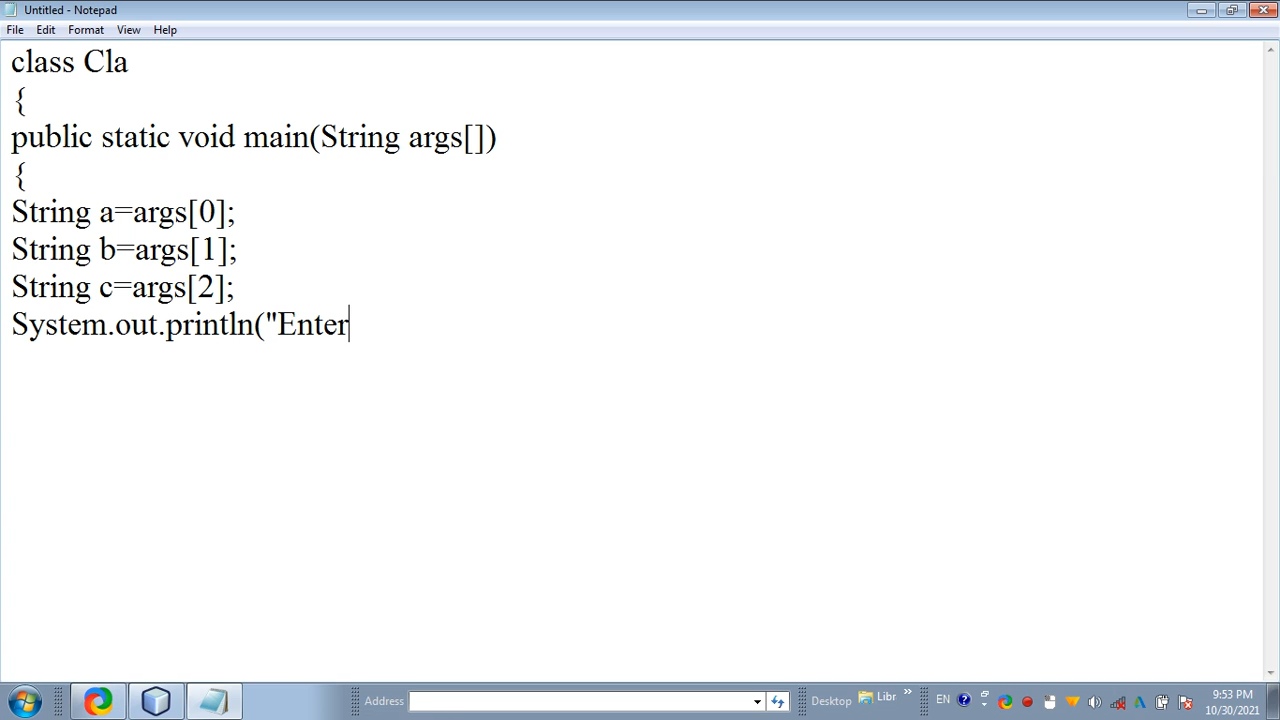 Untitled - Notepad
File Edit Format View Help
class Cla
{
public static void main(String args[])
{
String a=args[0];
String b=args[1];
String c=args[2];
System.out.println("Enter
Address
Desktop
Libr »
EN
9:53 PM
10/30/2021